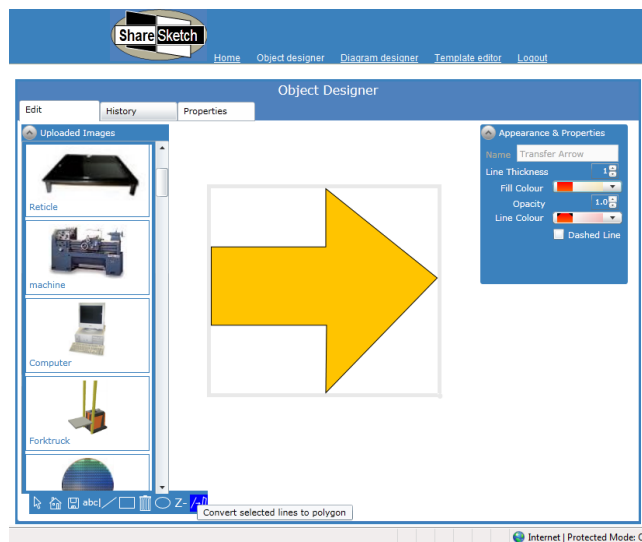 ShareSketch
Home Object designer Diagram designer Template editor Logout
Object Designer
Edit History Properties
Uploaded Images
Reticle
machine
Computer
Forktruck
abc
Z-
Convert selected lines to polygon
Appearance & Properties
Name Transfer Arrow
Line Thickness 1
Fill Colour
Opacity 1.0
Line Colour
Dashed Line
Internet | Protected Mode: